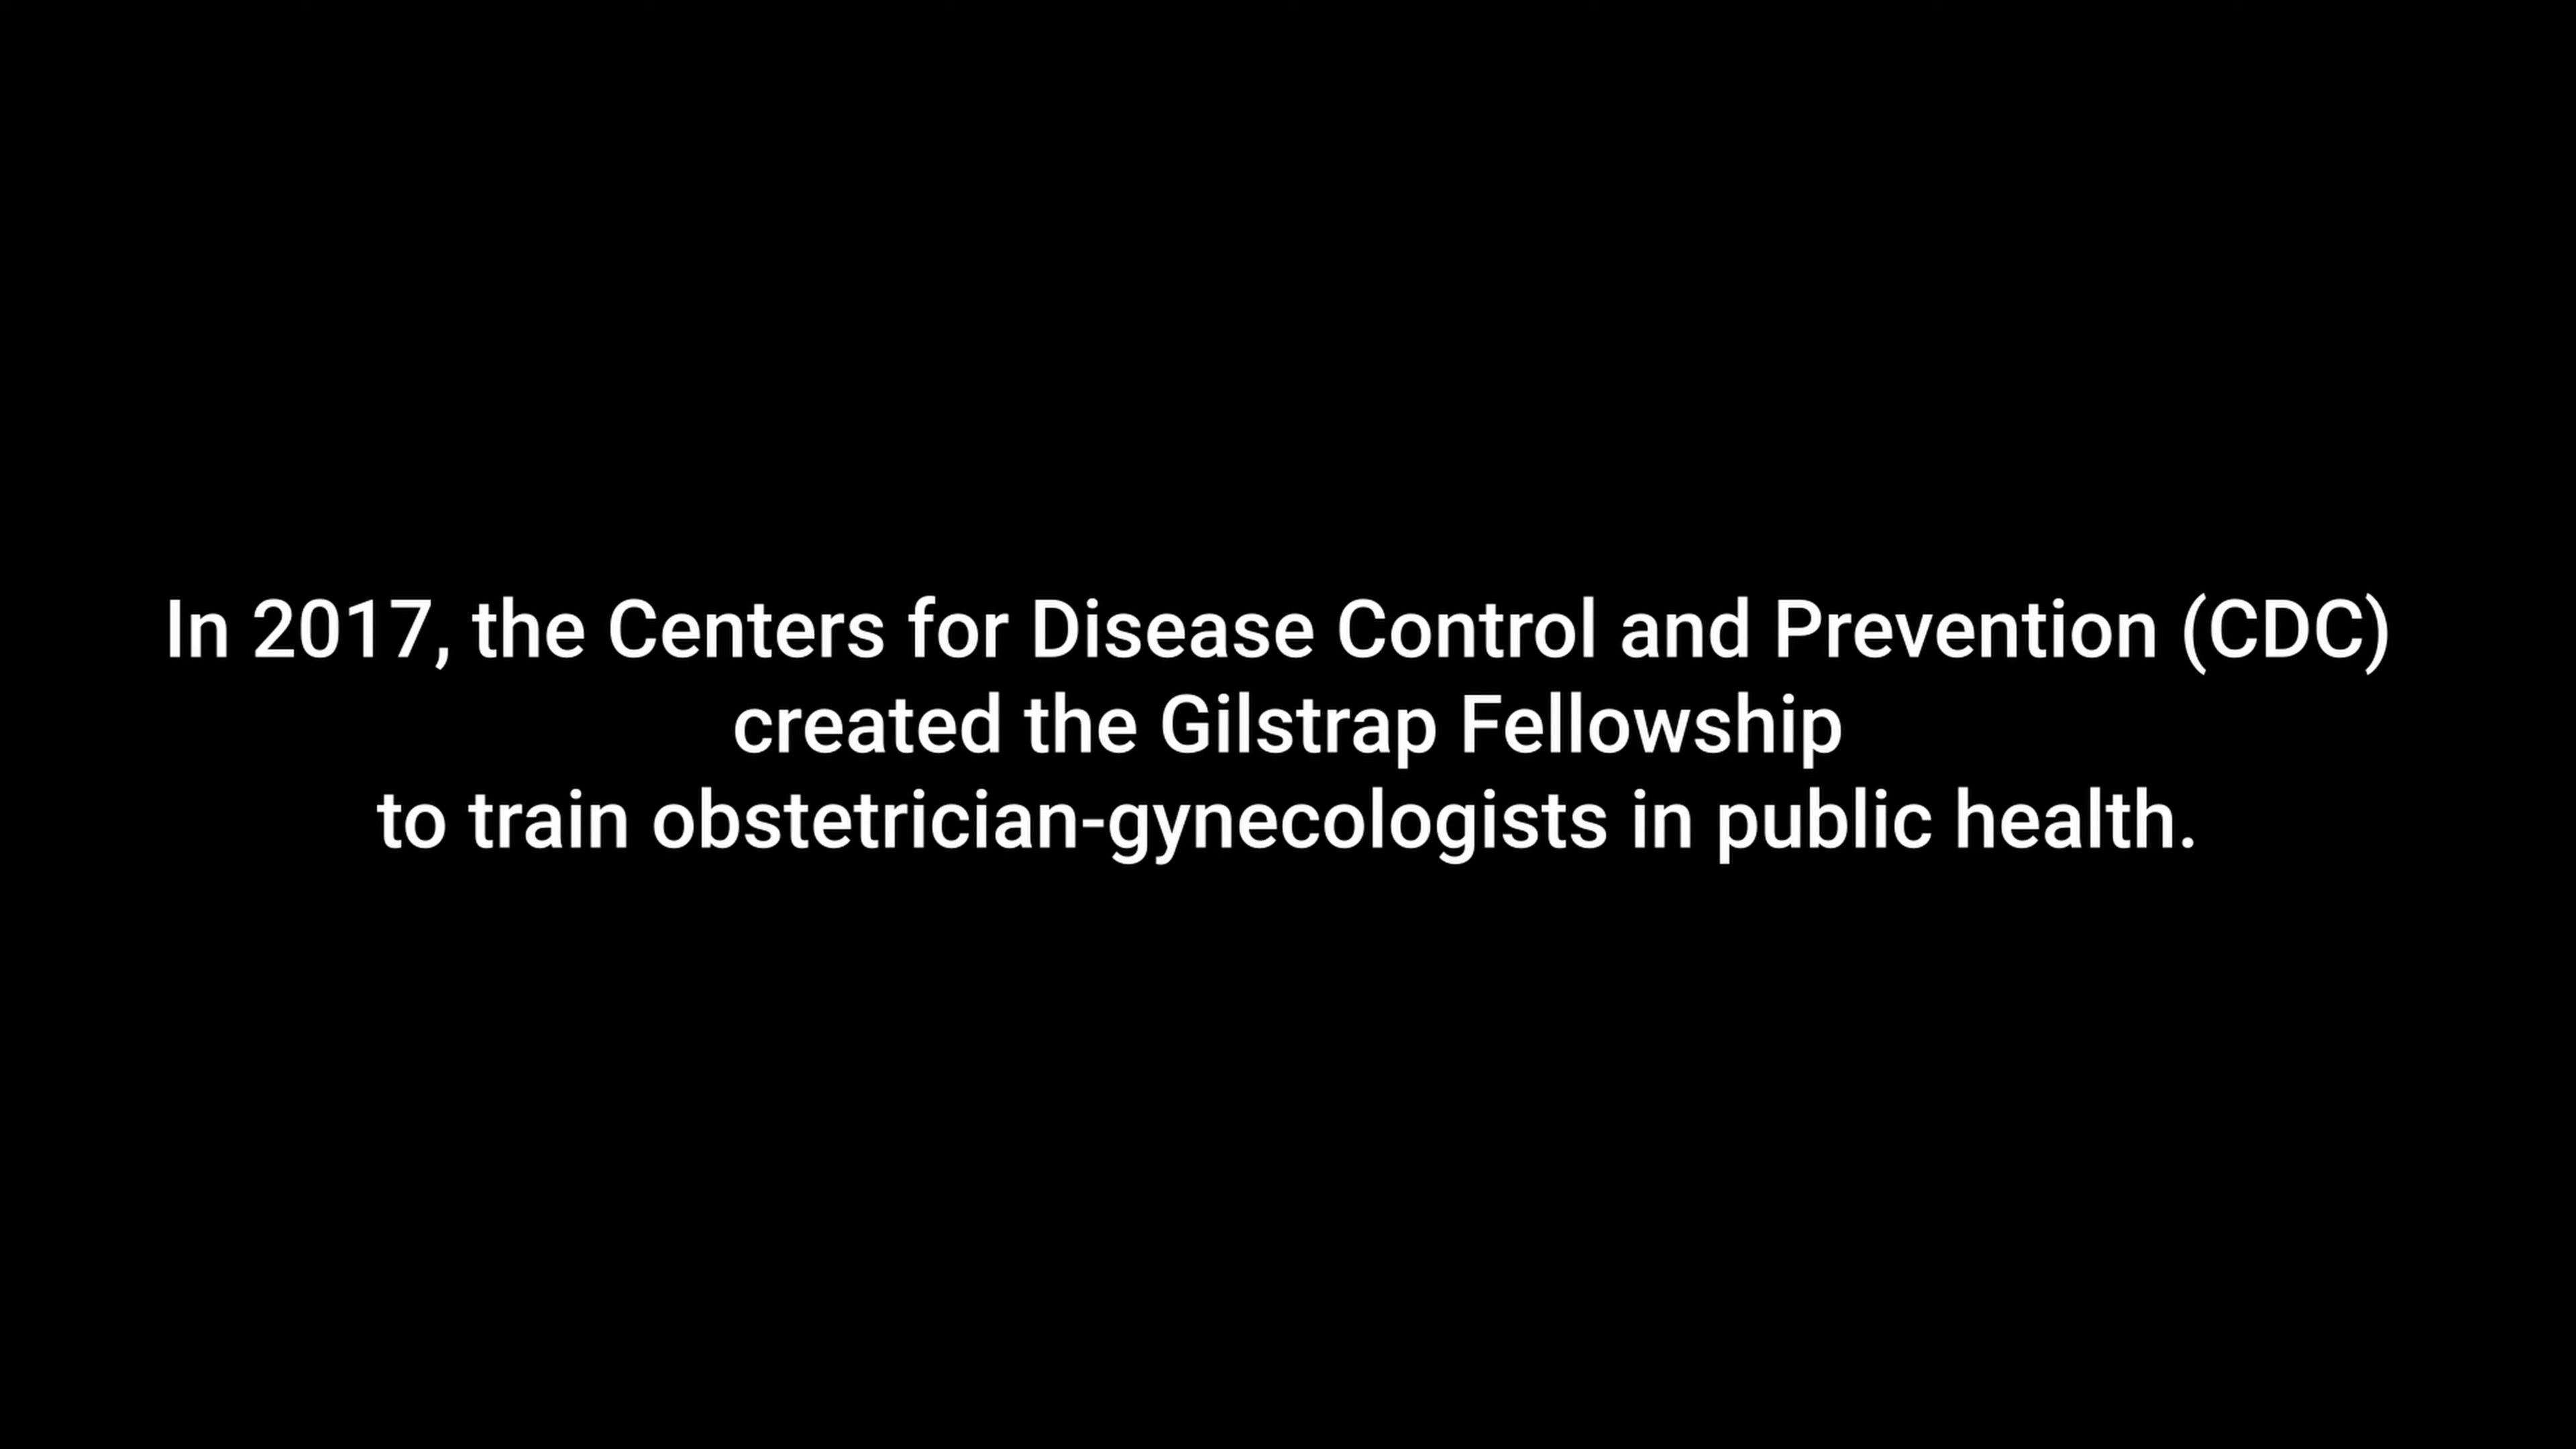 In 2017, the Centers for Disease Control and Prevention (CDC)
created the Gilstrap Fellowship
to train obstetrician-gynecologists in public health.